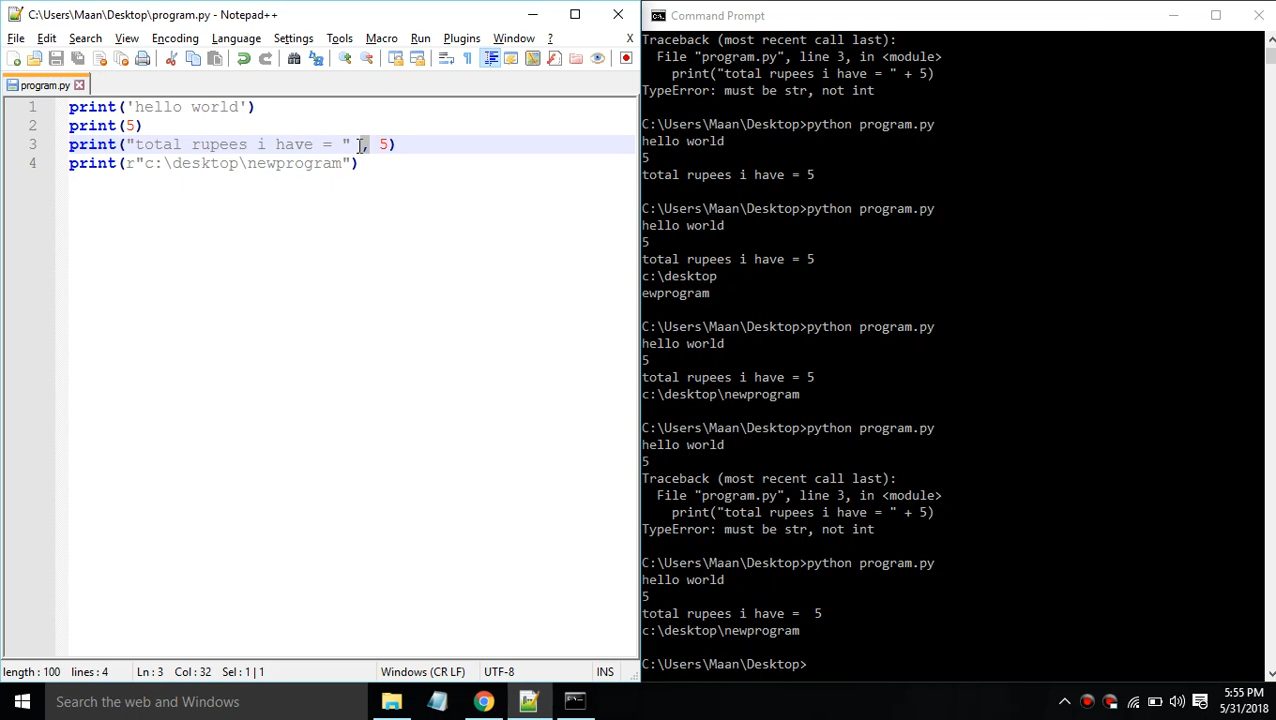 C:\Users\Maan\Desktop\program.py - Notepad++
File Edit Search View Encoding Language Settings Tools Macro Run Plugins Window ? X
program.py
1 print('hello world')
2 print(5)
3 print("total rupees i have = " , 5)
4 print(r"c:\desktop\newprogram")
length : 100 lines : 4 Ln : 3 Col : 32 Sel : 1 | 1 Windows (CR LF) UTF-8 INS
Command Prompt
Traceback (most recent call last):
File "program.py", line 3, in <module>
print("total rupees i have = " + 5)
TypeError: must be str, not int
C:\Users\Maan\Desktop>python program.py
hello world
5
total rupees i have = 5
C:\Users\Maan\Desktop>python program.py
hello world
5
total rupees i have = 5
c:\desktop
ewprogram
C:\Users\Maan\Desktop>python program.py
hello world
5
total rupees i have = 5
c:\desktop\newprogram
C:\Users\Maan\Desktop>python program.py
hello world
5
Traceback (most recent call last):
File "program.py", line 3, in <module>
print("total rupees i have = " + 5)
TypeError: must be str, not int
C:\Users\Maan\Desktop>python program.py
hello world
5
total rupees i have =  5
c:\desktop\newprogram
C:\Users\Maan\Desktop>
Search the web and Windows
5:55 PM
5/31/2018